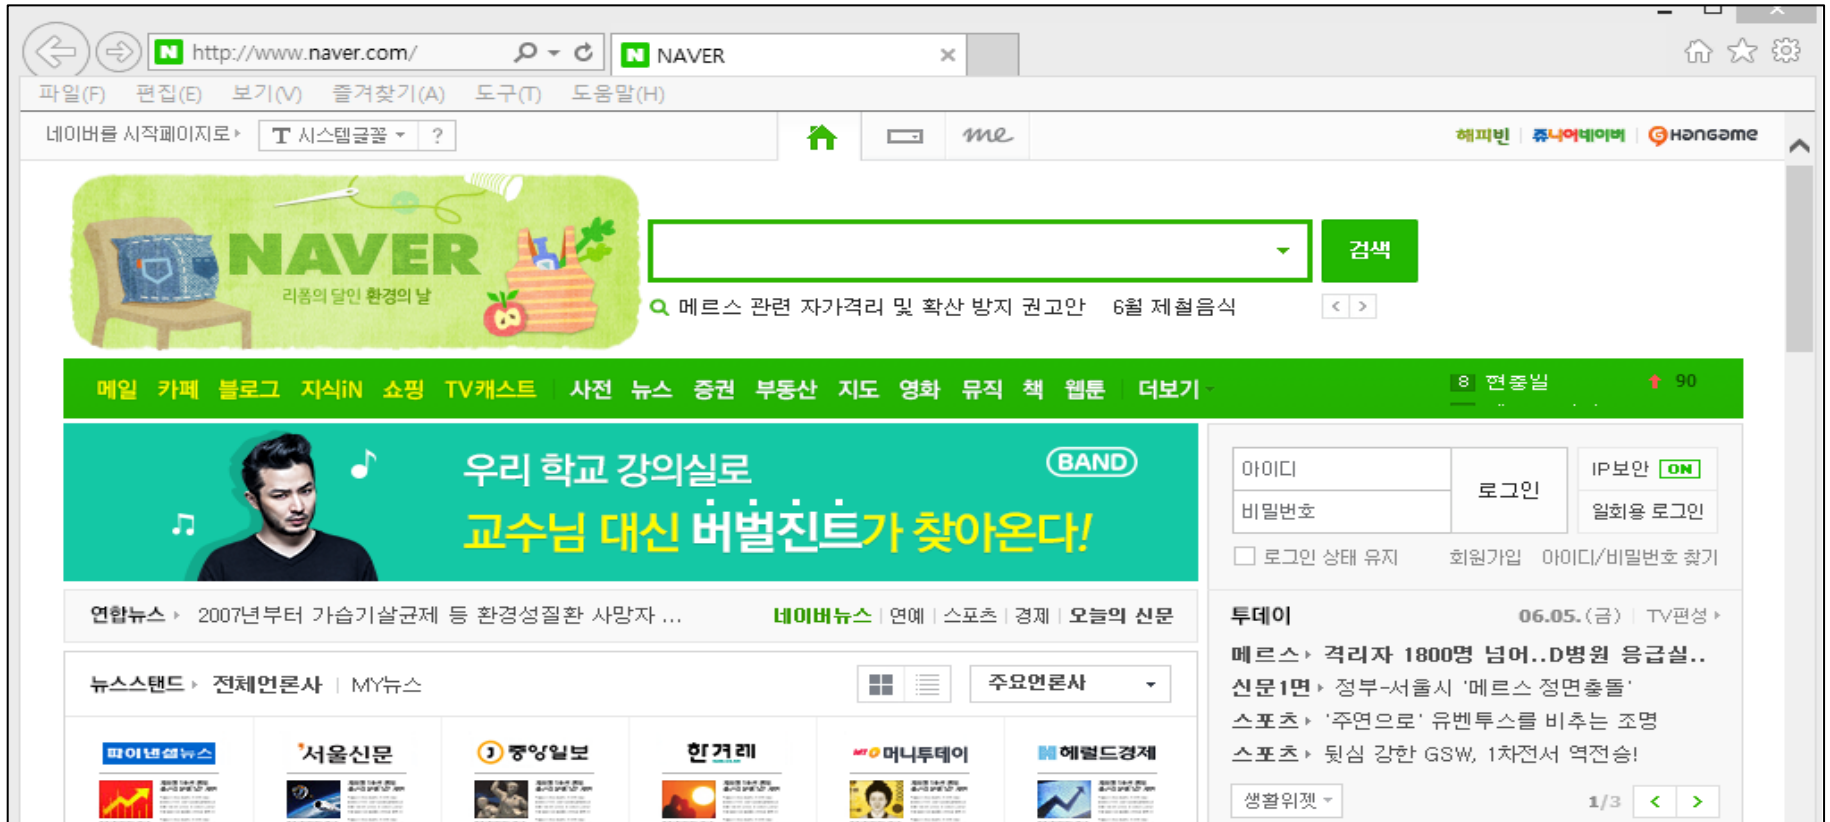 http://www.naver.com/
NAVER
파일(F) 편집(E) 보기(V) 즐겨찾기(A) 도구(T) 도움말(H)
네이버를 시작페이지로 T 시스템글꼴 ?
me
해피빈 쥬니어네이버 HANGAME
NAVER
리폼의 달인 환경의 날
검색
메르스 관련 자가격리 및 확산 방지 권고안 6월 제철음식
메일 카페 블로그 지식iN 쇼핑 TV캐스트 사전 뉴스 증권 부동산 지도 영화 뮤직 책 웹툰 더보기
8 현충일 90
우리 학교 강의실로
BAND
교수님 대신 버벌진트가 찾아온다!
아이디
비밀번호
로그인
IP보안 ON
일회용 로그인
로그인 상태 유지 회원가입 아이디/비밀번호 찾기
연합뉴스 2007년부터 가습기살균제 등 환경성질환 사망자 ...
네이버뉴스 연예 스포츠 경제 오늘의 신문
뉴스스탠드 전체언론사 MY뉴스
주요언론사
파이낸셜뉴스 서울신문 중앙일보 한겨레 머니투데이 헤럴드경제
투데이 06.05.(금) TV편성
메르스 격리자 1800명 넘어..D병원 응급실..
신문1면 정부-서울시 '메르스 정면충돌'
스포츠 '주연으로' 유벤투스를 비추는 조명
스포츠 뒷심 강한 GSW, 1차전서 역전승!
생활위젯 1/3